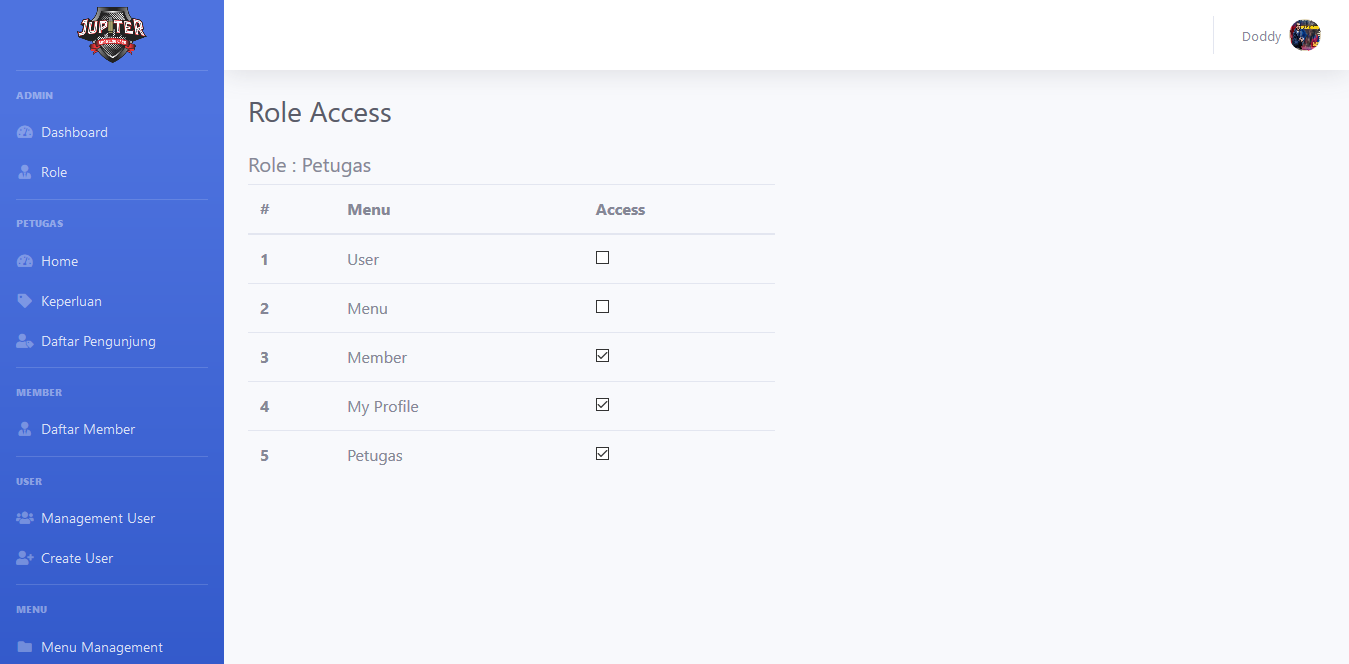 JUPITER
ADMIN
Dashboard
Role
PETUGAS
Home
Keperluan
Daftar Pengunjung
MEMBER
Daftar Member
USER
Management User
Create User
MENU
Menu Management
Doddy
Role Access
Role : Petugas
# Menu Access
1 User
2 Menu
3 Member
4 My Profile
5 Petugas